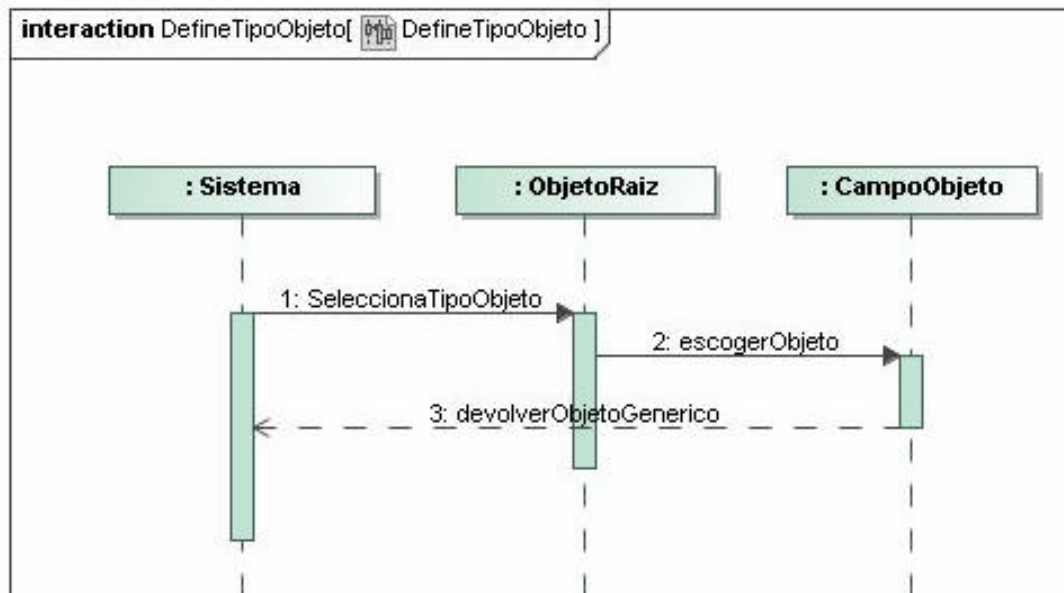 interaction DefineTipoObjeto[ DefineTipoObjeto ]
: Sistema
: ObjetoRaiz
: CampoObjeto
1: SeleccionaTipoObjeto
2: escogerObjeto
3: devolverObjetoGenerico